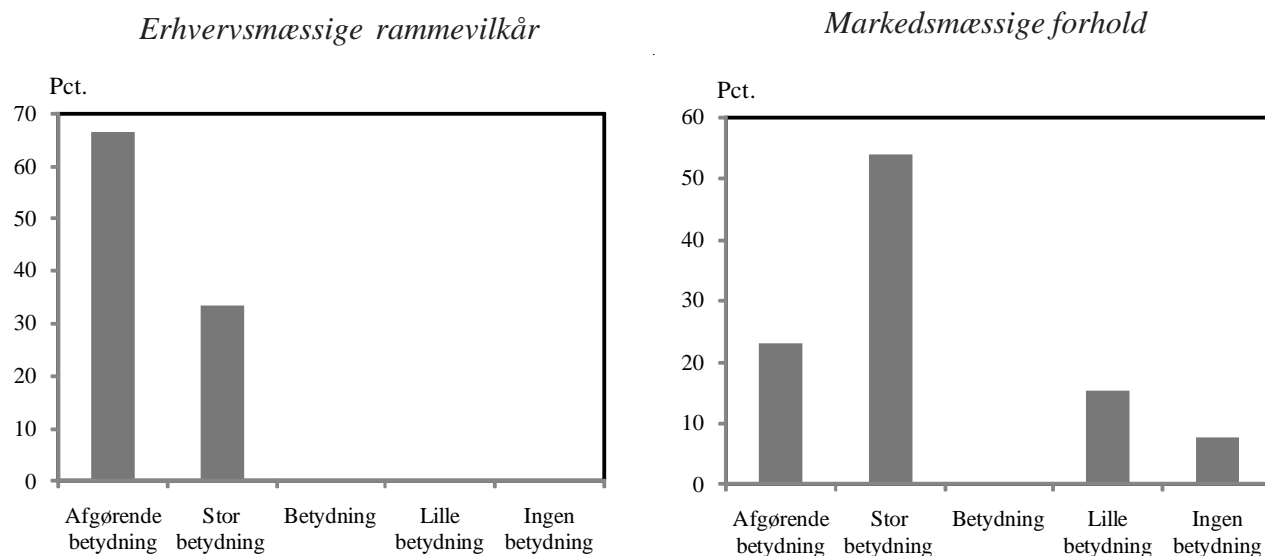 Erhvervsmæssige rammevilkår
Pct.
70
60
50
40
30
20
10
0
Afgørende betydning
Stor betydning
Betydning
Lille betydning
Ingen betydning
Markedsmæssige forhold
Pct.
60
50
40
30
20
10
0
Afgørende betydning
Stor betydning
Betydning
Lille betydning
Ingen betydning